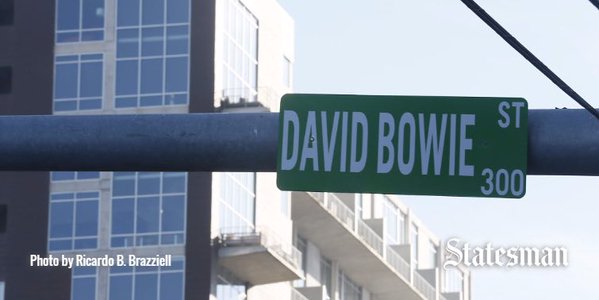 DAVID BOWIE ST
300
Photo by Ricardo B. Brazziell
Statesman